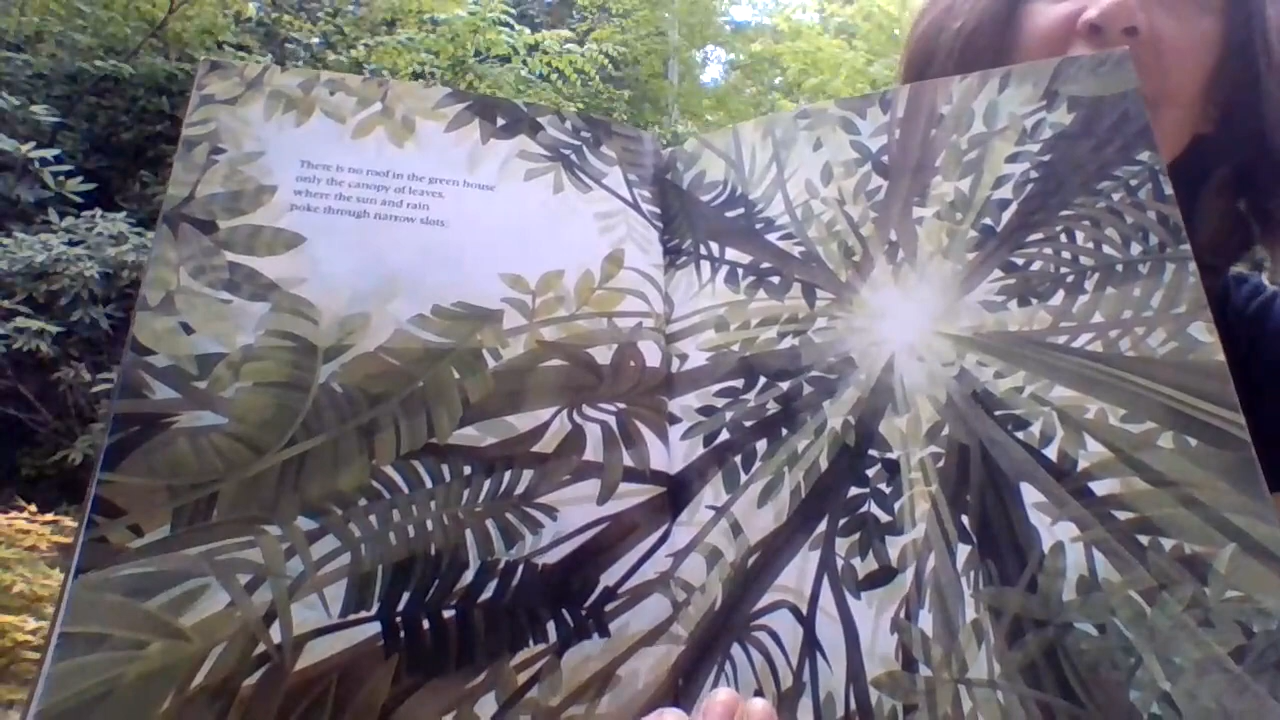 There is no roof in the green house
only the canopy of leaves,
where the sun and rain
poke through narrow slots.